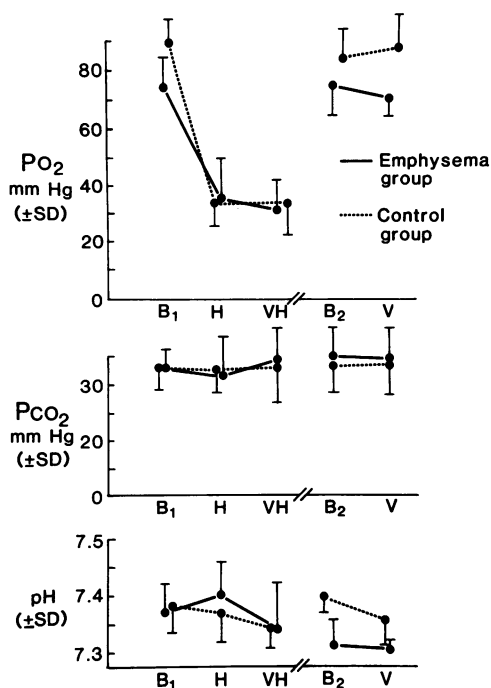 80
60
PO2
mm Hg
(±SD)
40
20
0
Emphysema
group
Control
group
B1 H VH B2 V
30
PCO2
mm Hg
(±SD)
20
0
B1 H VH B2 V
7.5
pH
(±SD)
7.4
7.3
B1 H VH B2 V